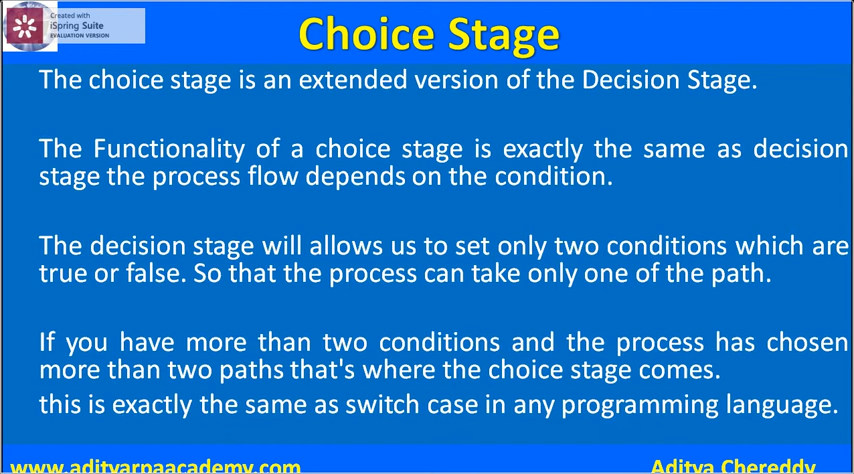 Created with
iSpring Suite
EVALUATION VERSION
Choice Stage
The choice stage is an extended version of the Decision Stage.
The Functionality of a choice stage is exactly the same as decision
stage the process flow depends on the condition.
The decision stage will allows us to set only two conditions which are
true or false. So that the process can take only one of the path.
If you have more than two conditions and the process has chosen
more than two paths that's where the choice stage comes.
this is exactly the same as switch case in any programming language.
www.adityarpaacademy.com
Aditya Chereddy